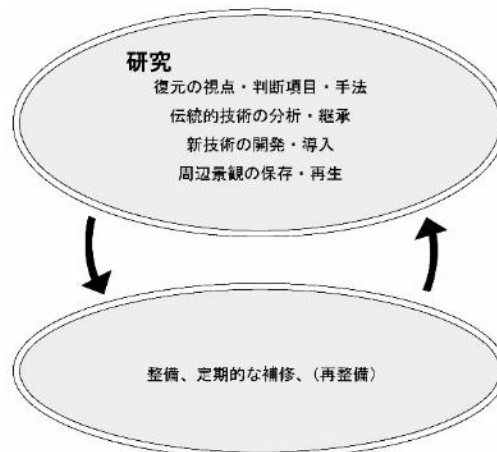 研究
復元の視点・判断項目・手法
伝統的技術の分析・継承
新技術の開発・導入
周辺景観の保存・再生
整備、定期的な補修、(再整備)